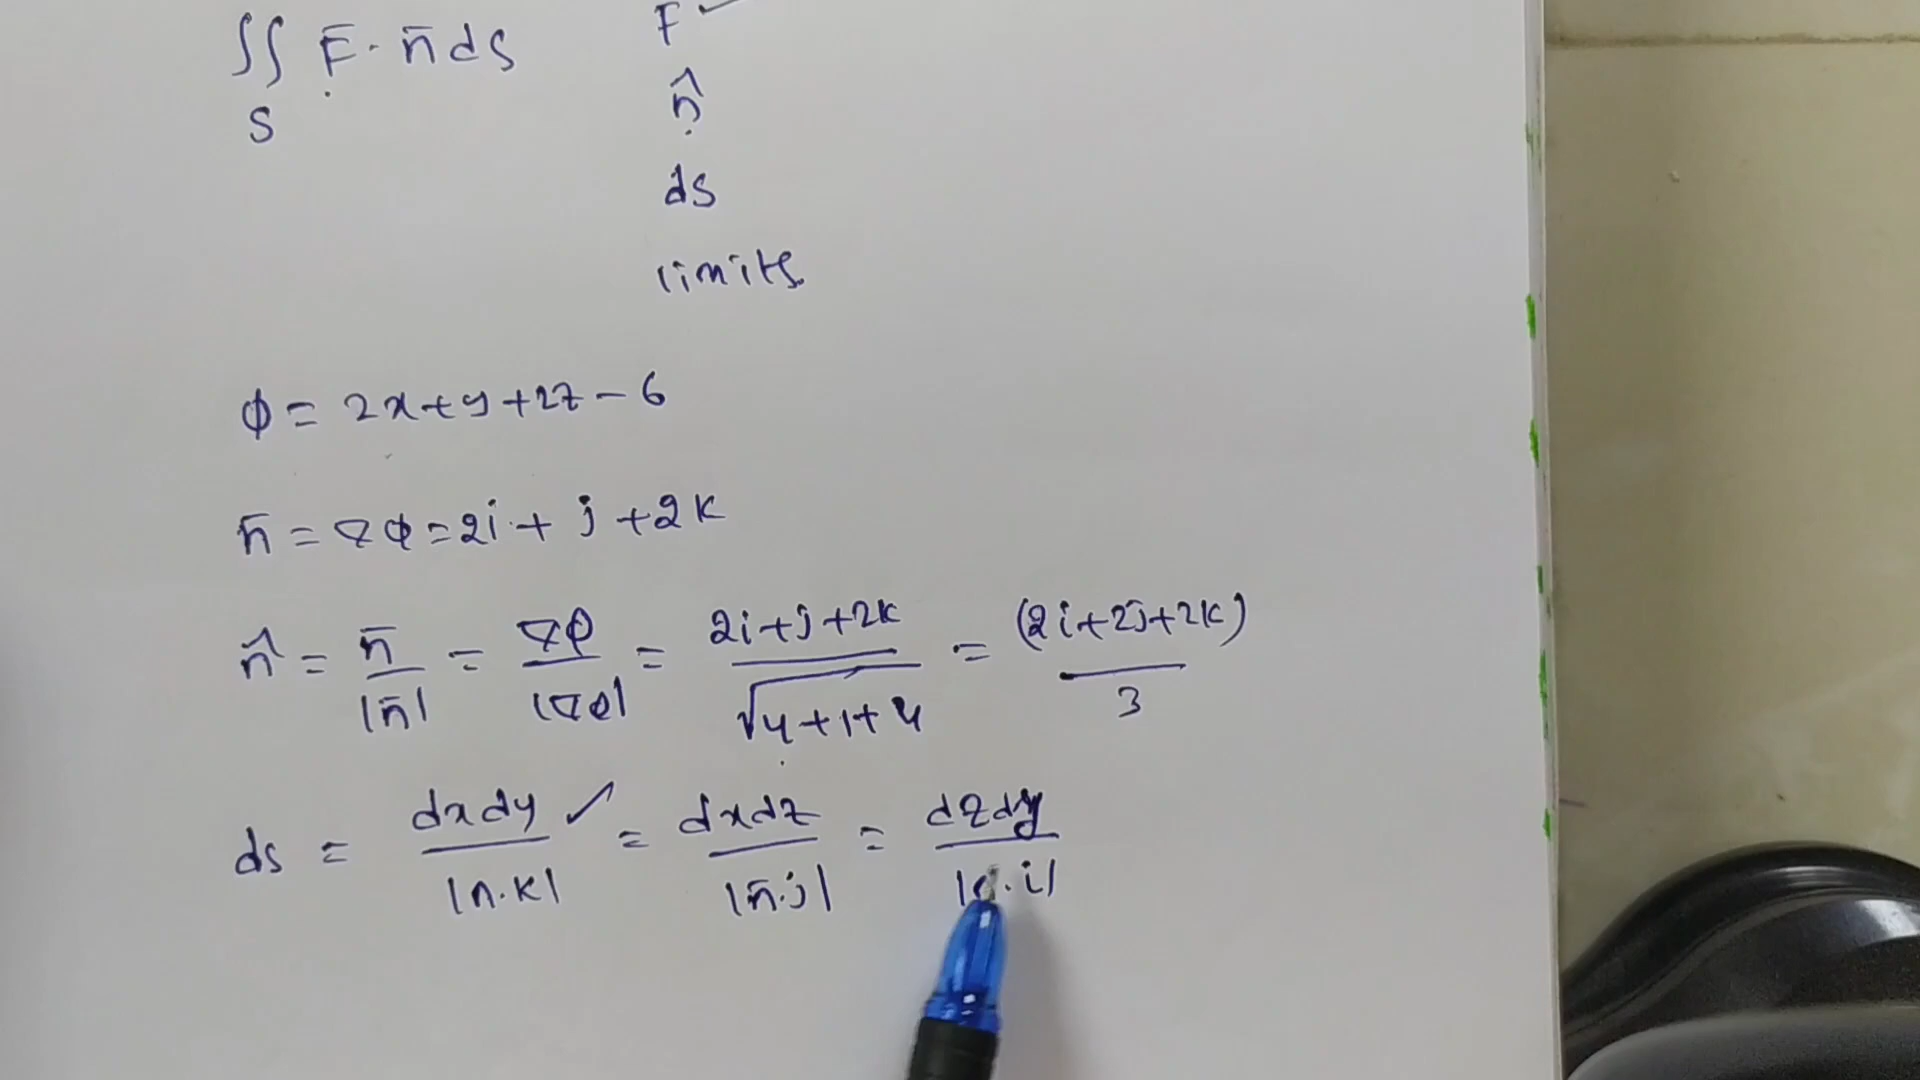 ∬ F̄ · n̄ ds
S
F
n̂
ds
limits
φ = 2x+y+2z-6
n̄ = ∇φ = 2i + j + 2k
n̂ = n̄/|n̄| = ∇φ/|∇φ| = 2i+j+2k/√4+1+4 = (2i+2j+2k)/3
ds = dxdy/|n.k| ✓ = dxdz/|n̄.j| = dzdy/|n.i|